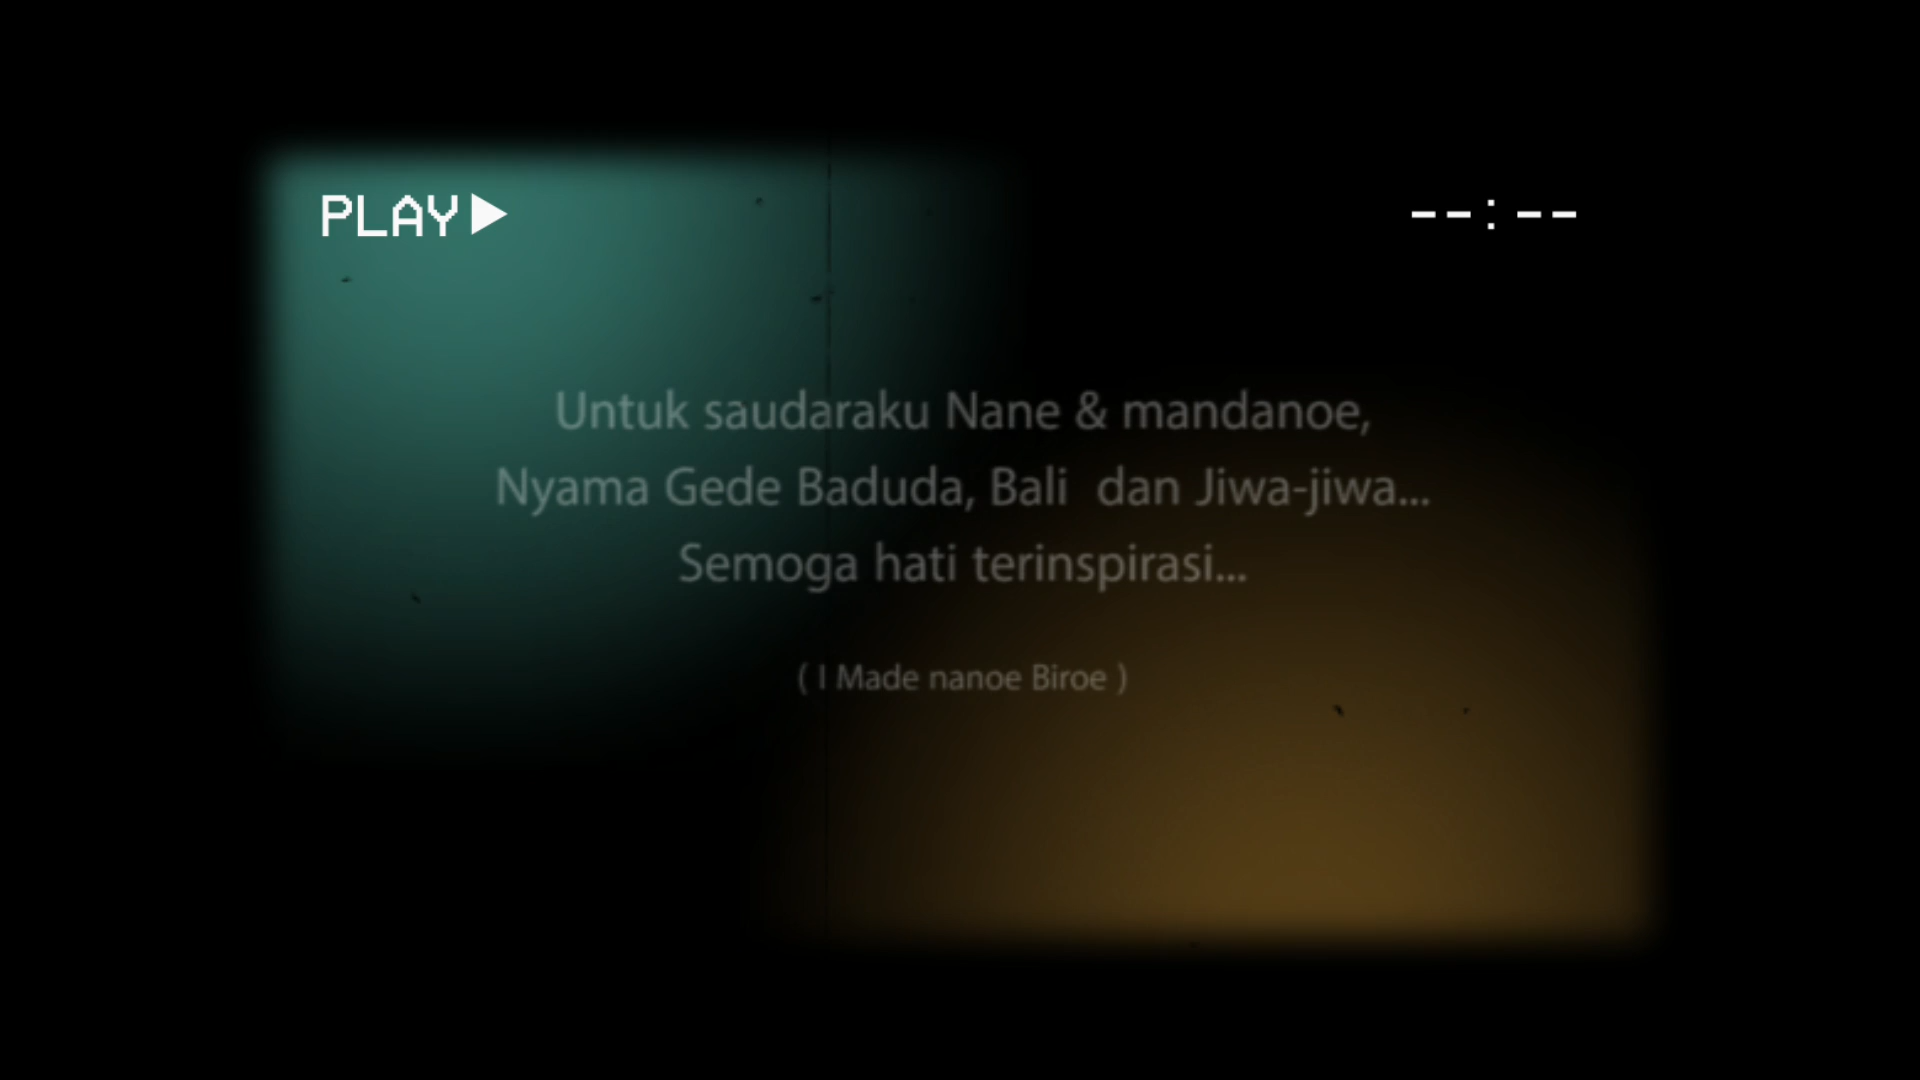 PLAY▶
--:--
Untuk saudaraku Nane & mandanoe,
Nyama Gede Baduda, Bali dan Jiwa-jiwa...
Semoga hati terinspirasi...
( I Made nanoe Biroe )